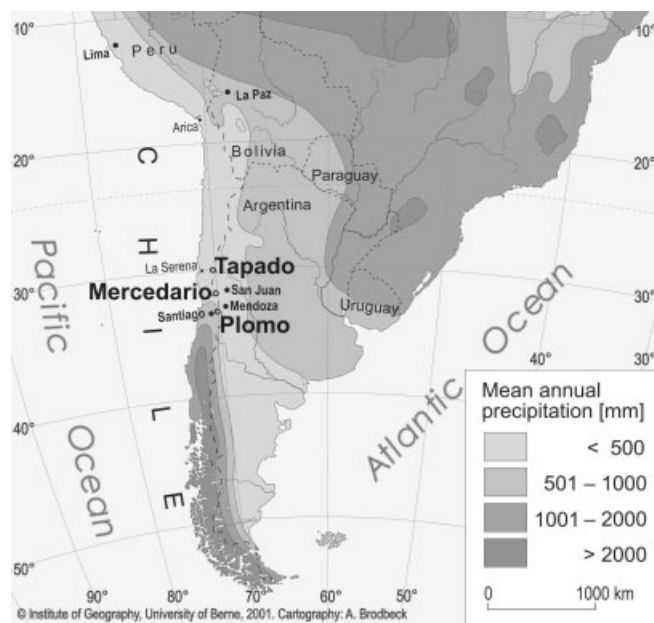 10°
10°
Peru
Lima
La Paz
Arica
Bolivia
20°
20°
Paraguay
Argentina
La Serena
Tapado
Mercedario
San Juan
Mendoza
30°
30°
Santiago
Plomo
Uruguay
CHILE
Pacific
Ocean
Atlantic Ocean
40°
40°
50°
90°
80°
70°
60°
50°
Mean annual
precipitation [mm]
< 500
501 – 1000
1001 – 2000
> 2000
0 1000 km
© Institute of Geography, University of Berne, 2001. Cartography: A. Brodbeck